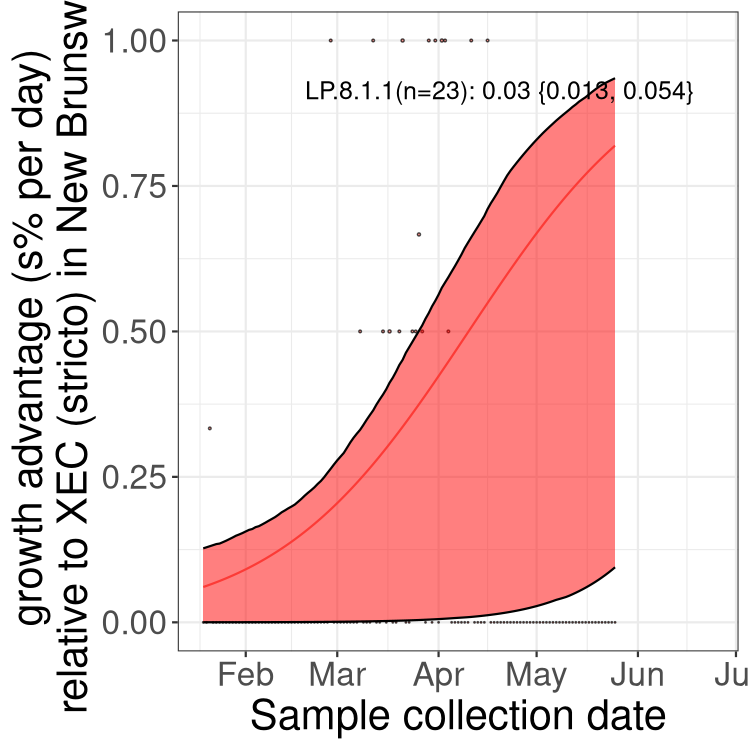 growth advantage (s% per day)
relative to XEC (stricto) in New Brunsw
1.00
0.75
0.50
0.25
0.00
LP.8.1.1(n=23): 0.03 {0.013, 0.054}
Feb Mar Apr May Jun Ju
Sample collection date